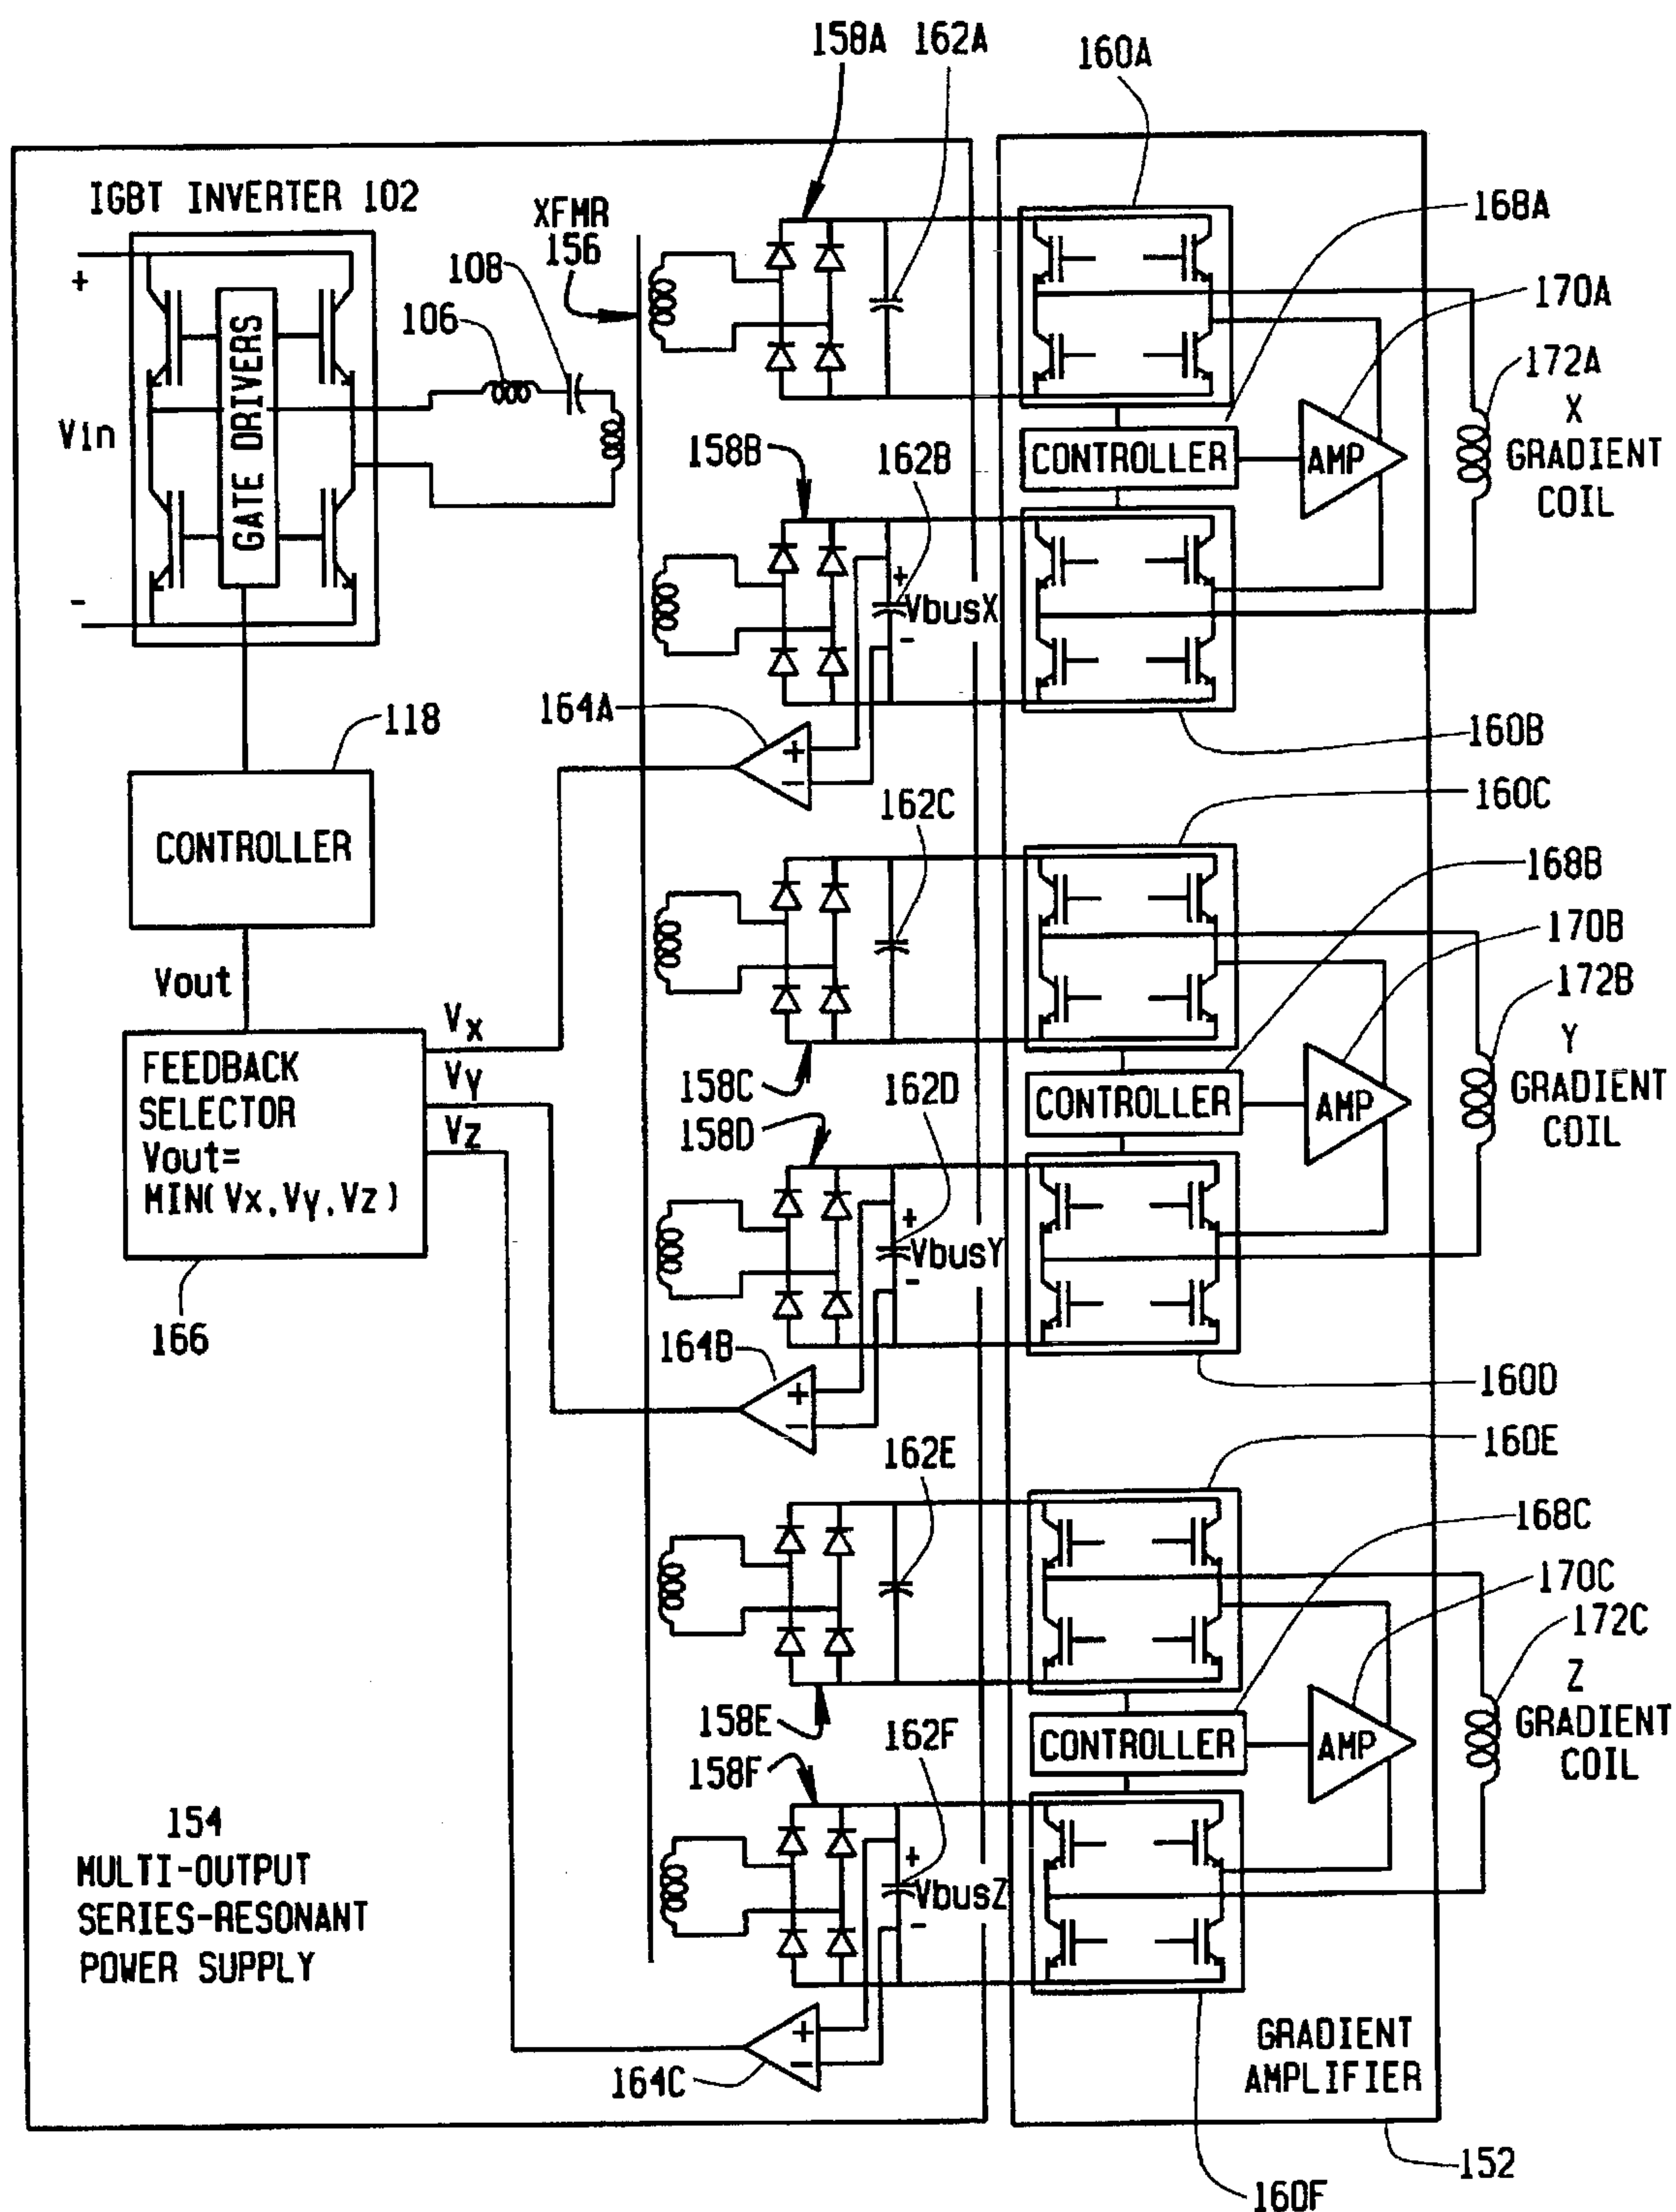 158A 162A
160A
IGBT INVERTER 102
XFMR
156
168A
108
106
170A
+
GATE DRIVERS
172A
X
GRADIENT
COIL
Vin
158B
162B
CONTROLLER
AMP
-
+
VbusX
-
164A
118
160B
+
-
162C
160C
CONTROLLER
168B
170B
172B
Y
GRADIENT
COIL
Vout
Vx
Vy
Vz
FEEDBACK
SELECTOR
Vout=
MIN(Vx,Vy,Vz)
158C
162D
158D
CONTROLLER
AMP
+
VbusY
-
166
164B
160D
+
-
162E
160E
168C
170C
172C
Z
GRADIENT
COIL
158E
162F
158F
CONTROLLER
AMP
154
MULTI-OUTPUT
SERIES-RESONANT
POWER SUPPLY
+
VbusZ
-
+
-
164C
GRADIENT
AMPLIFIER
152
160F